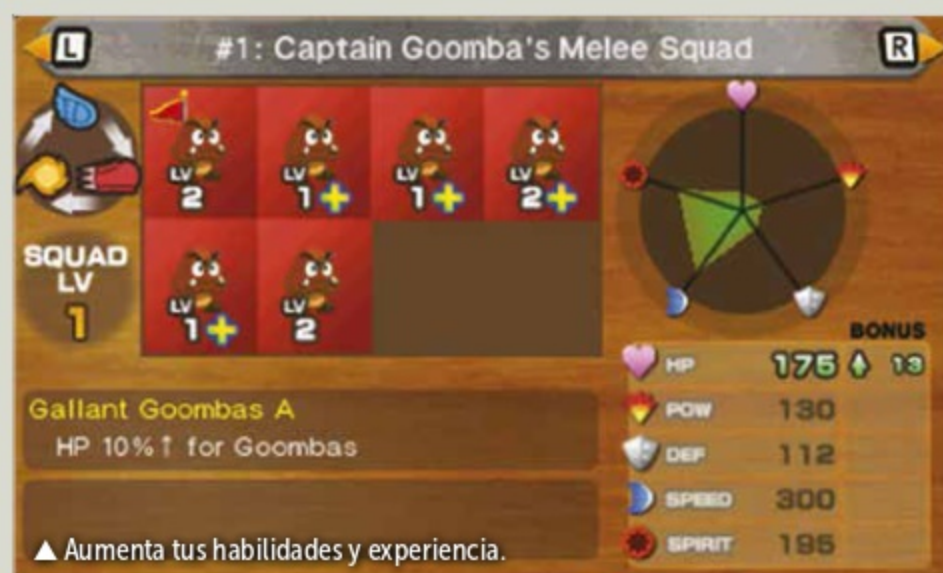 L #1: Captain Goomba's Melee Squad R
LV 2 LV 1 LV 1 LV 2
SQUAD LV 1
LV 1 LV 2
BONUS
HP 175 13
POW 130
DEF 112
SPEED 300
SPIRIT 195
Gallant Goombas A
HP 10%↑ for Goombas
▲ Aumenta tus habilidades y experiencia.